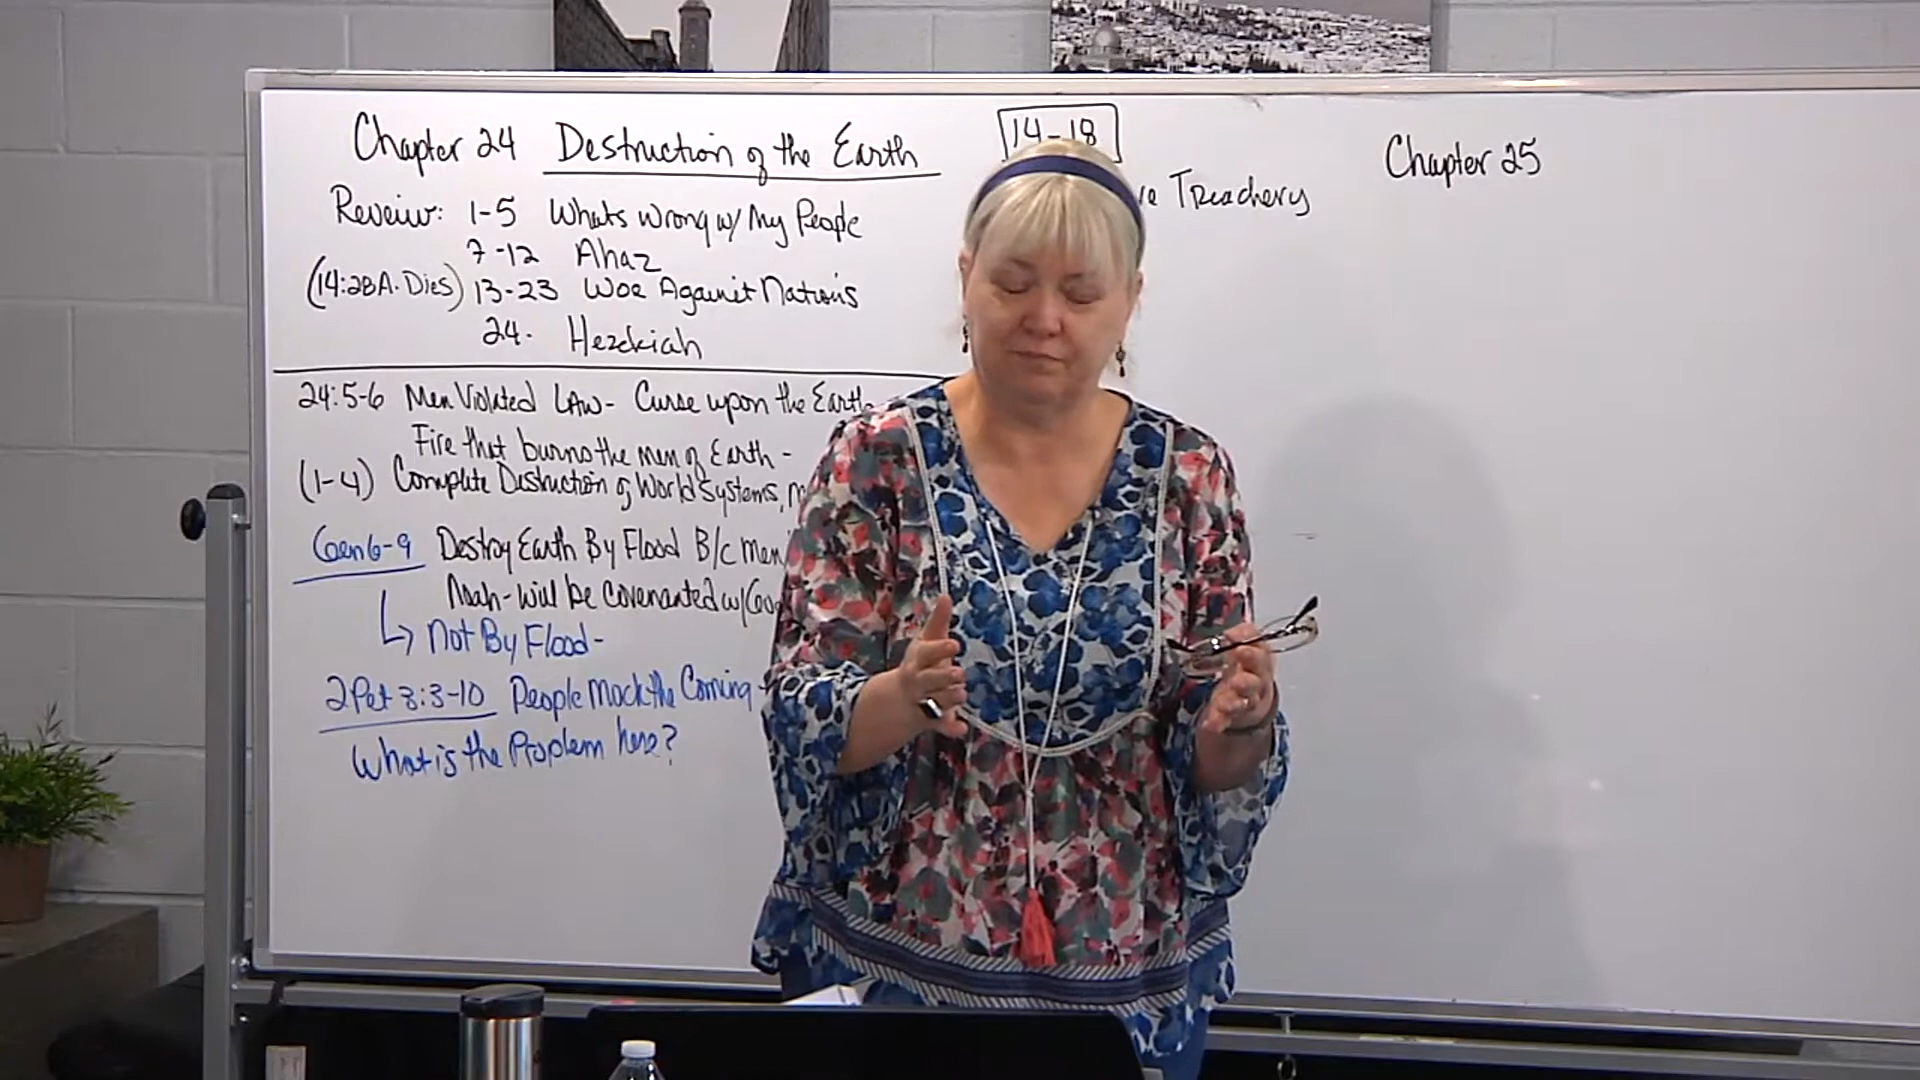 Chapter 24 Destruction of the Earth
Reveiw: 1-5 Whats Wrong w/ My People
7-12 Ahaz
(14:28 A. Dies) 13-23 Woe Against Nations
24. Hezekiah
24:5-6 Men Violated LAW- Curse upon the Earth
Fire that burns the men of Earth-
(1-4) Complete Destruction of World Systems,
Gen 6-9 Destroy Earth By Flood B/c Men
Noah-Will be Covenanted w/God
↳ Not By Flood-
2 Pet 3:3-10 People Mock the Coming
What is the Problem here?
14-18
Treachery
Chapter 25